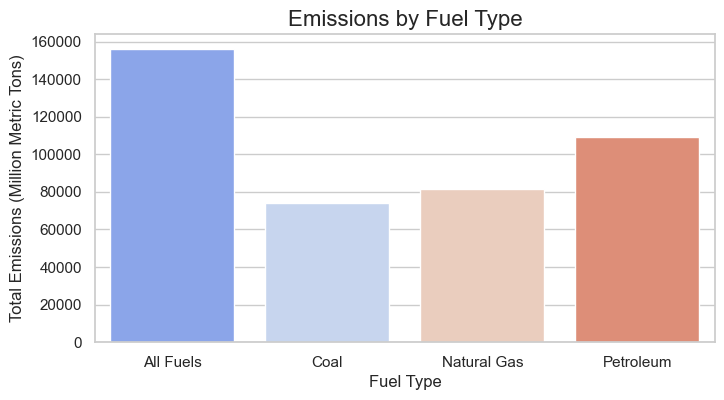 Emissions by Fuel Type
Total Emissions (Million Metric Tons)
160000
140000
120000
100000
80000
60000
40000
20000
0
All Fuels Coal Natural Gas Petroleum
Fuel Type